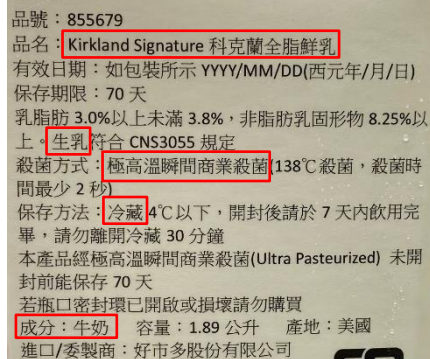 品號：855679
品名：Kirkland Signature 科克蘭全脂鮮乳
有效日期：如包裝所示 YYYY/MM/DD(西元年/月/日)
保存期限：70 天
乳脂肪 3.0%以上未滿 3.8%，非脂肪乳固形物 8.25%以
上。生乳符合 CNS3055 規定
殺菌方式：極高溫瞬間商業殺菌(138℃殺菌，殺菌時
間最少 2 秒)
保存方法：冷藏 4℃以下，開封後請於 7 天內飲用完
畢，請勿離開冷藏 30 分鐘
本產品經極高溫瞬間商業殺菌(Ultra Pasteurized) 未開
封前能保存 70 天
若瓶口密封環已開啟或損壞請勿購買
成分：牛奶 容量：1.89 公升 產地：美國
進口/委製商：好市多股份有限公司